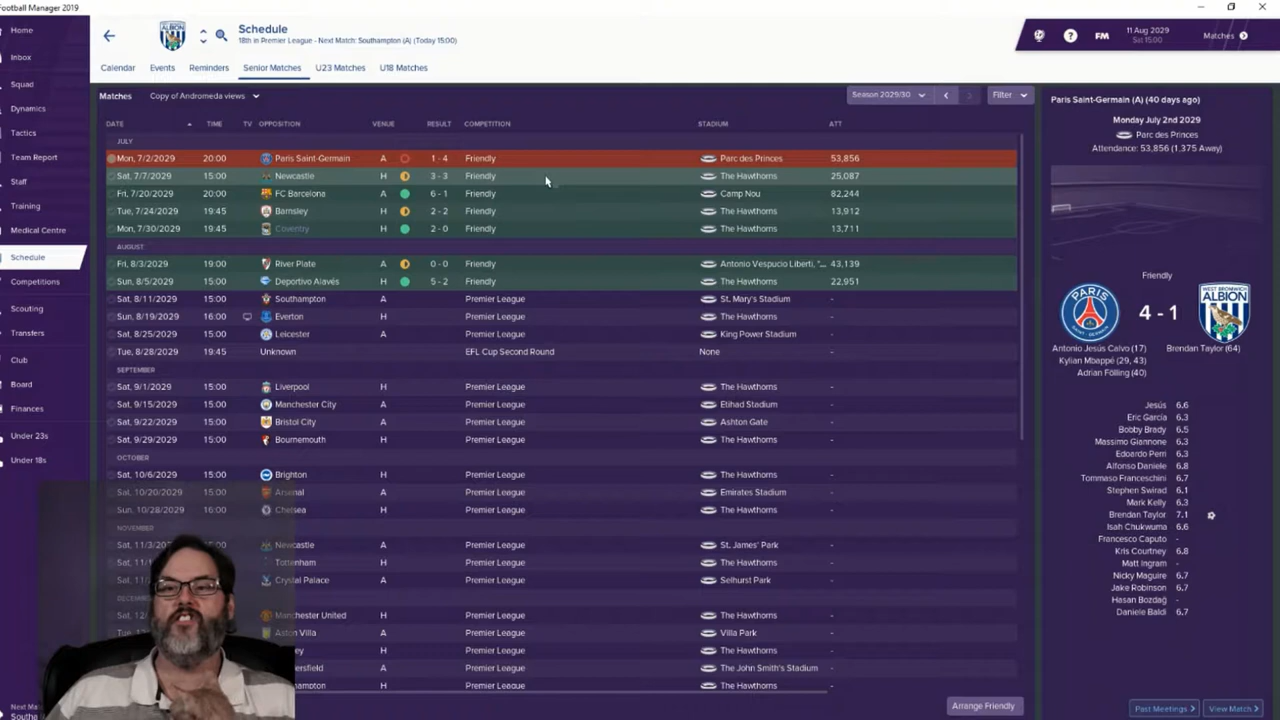 Football Manager 2019
Home
Inbox
Squad
Dynamics
Tactics
Team Report
Staff
Training
Medical Centre
Schedule
Competitions
Scouting
Transfers
Club
Board
Finances
Under 23s
Under 18s
Schedule
18th in Premier League - Next Match: Southampton (A) (Today 15:00)
? FM 11 Aug 2029 Sat 15:00 Matches
Calendar Events Reminders Senior Matches U23 Matches U18 Matches
Matches Copy of Andromeda views Season 2029/30 Filter
DATE TIME TV OPPOSITION VENUE RESULT COMPETITION STADIUM ATT
JULY
Mon, 7/2/2029 20:00 Paris Saint-Germain A 1 - 4 Friendly Parc des Princes 53,856
Sat, 7/7/2029 15:00 Newcastle H 3 - 3 Friendly The Hawthorns 25,087
Fri, 7/20/2029 20:00 FC Barcelona A 6 - 1 Friendly Camp Nou 82,244
Tue, 7/24/2029 19:45 Barnsley H 2 - 2 Friendly The Hawthorns 13,912
Mon, 7/30/2029 19:45 Coventry H 2 - 0 Friendly The Hawthorns 13,711
AUGUST
Fri, 8/3/2029 19:00 River Plate A 0 - 0 Friendly Antonio Vespucio Liberti, "... 43,139
Sun, 8/5/2029 15:00 Deportivo Alavés H 5 - 2 Friendly The Hawthorns 22,951
Sat, 8/11/2029 15:00 Southampton A Premier League St. Mary's Stadium -
Sun, 8/19/2029 16:00 Everton H Premier League The Hawthorns -
Sat, 8/25/2029 15:00 Leicester A Premier League King Power Stadium -
Tue, 8/28/2029 19:45 Unknown EFL Cup Second Round None -
SEPTEMBER
Sat, 9/1/2029 15:00 Liverpool H Premier League The Hawthorns -
Sat, 9/15/2029 15:00 Manchester City A Premier League Etihad Stadium -
Sat, 9/22/2029 15:00 Bristol City A Premier League Ashton Gate -
Sat, 9/29/2029 15:00 Bournemouth H Premier League The Hawthorns -
OCTOBER
Sat, 10/6/2029 15:00 Brighton H Premier League The Hawthorns -
Sat, 10/20/2029 15:00 Arsenal A Premier League Emirates Stadium -
Sun, 10/28/2029 16:00 Chelsea H Premier League The Hawthorns -
NOVEMBER
Sat, 11/3/2029 Newcastle A Premier League St. James' Park -
Sat, Tottenham H Premier League The Hawthorns -
Sat, Crystal Palace A Premier League Selhurst Park -
Manchester United H Premier League The Hawthorns -
Tue, Aston Villa A Premier League Villa Park -
H Premier League The Hawthorns -
A Premier League The John Smith's Stadium -
H Premier League The Hawthorns -
Arrange Friendly
Paris Saint-Germain (A) (40 days ago)
Monday July 2nd 2029
Parc des Princes
Attendance: 53,856 (1,375 Away)
Friendly
PARIS SAINT-GERMAIN 4 - 1 WEST BROMWICH ALBION
Antonio Jesús Calvo (17) Brendan Taylor (64)
Kylian Mbappé (29, 43)
Adrian Fölling (40)
Jesús 6.6
Eric García 6.3
Bobby Brady 6.5
Massimo Giannone 6.3
Edoardo Perri 6.3
Alfonso Daniele 6.8
Tommaso Franceschini 6.7
Stephen Swirad 6.1
Mark Kelly 6.3
Brendan Taylor 7.1
Isah Chukwuma 6.6
Francesco Caputo -
Kris Courtney 6.8
Matt Ingram -
Nicky Maguire 6.7
Jake Robinson 6.7
Hasan Bozdağ -
Daniele Baldi 6.7
Past Meetings View Match